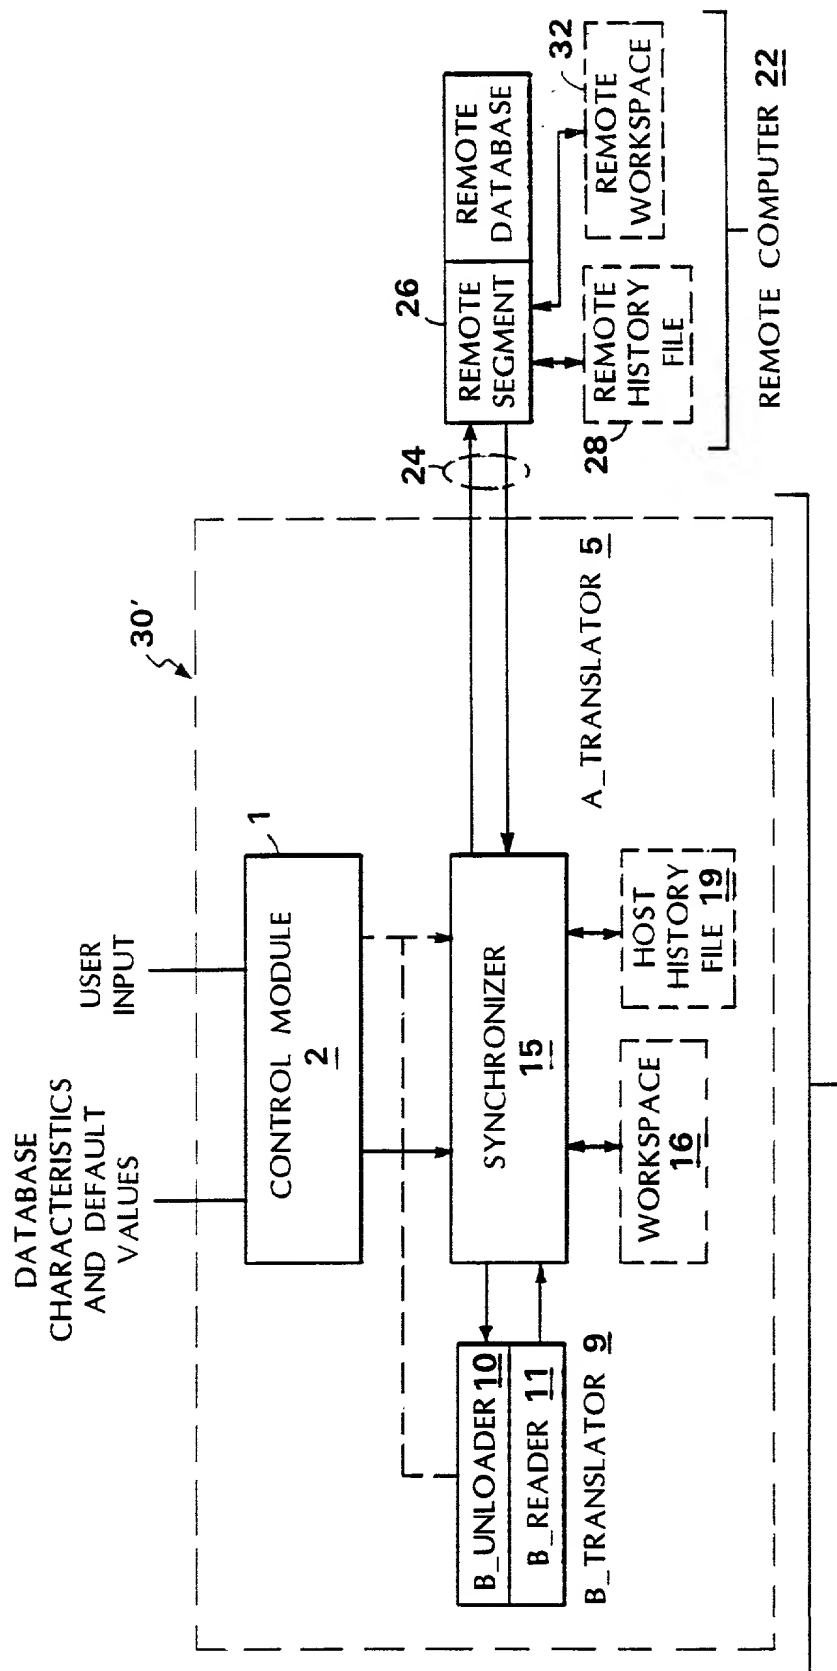 30'
DATABASE
CHARACTERISTICS
AND DEFAULT
VALUES
USER
INPUT
1
CONTROL MODULE
2
SYNCHRONIZER
15
B_UNLOADER 10
B_READER 11
B_TRANSLATOR 9
WORKSPACE
16
HOST
HISTORY
FILE 19
A_TRANSLATOR 5
24
26
REMOTE
SEGMENT
REMOTE
DATABASE
28
REMOTE
HISTORY
FILE
32
REMOTE
WORKSPACE
REMOTE COMPUTER 22